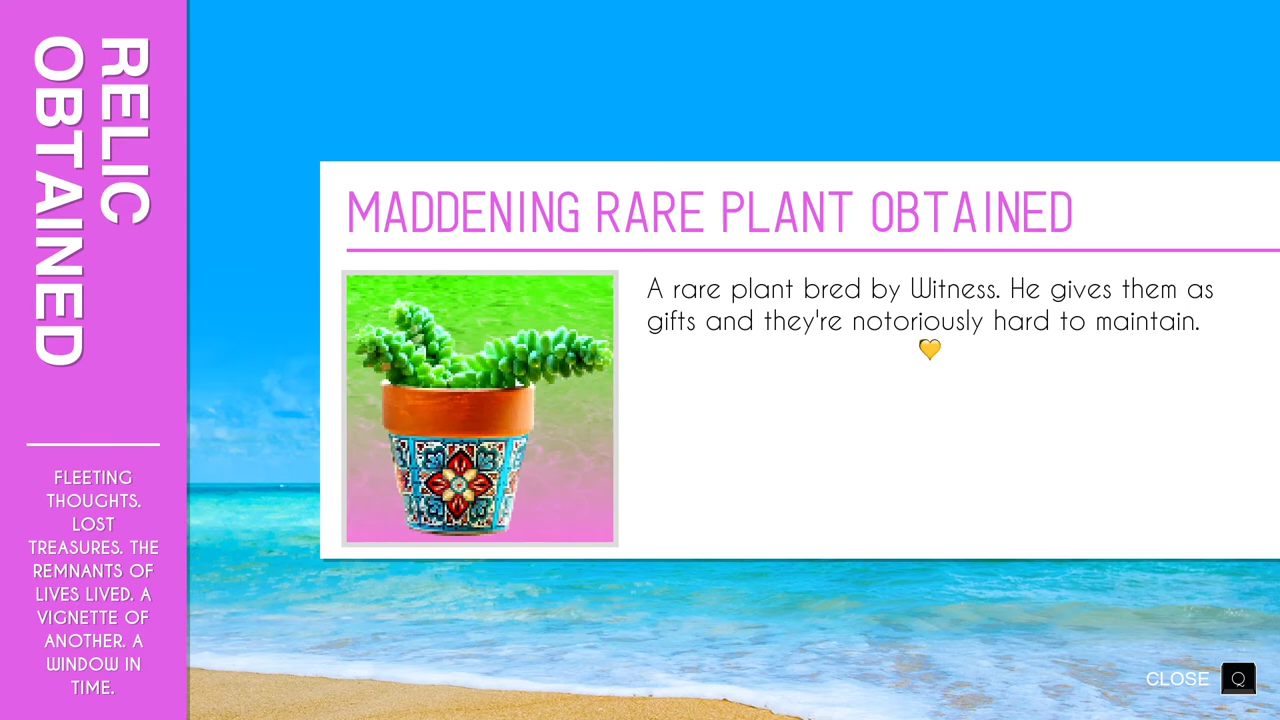 RELIC
OBTAINED
FLEETING
THOUGHTS.
LOST
TREASURES. THE
REMNANTS OF
LIVES LIVED. A
VIGNETTE OF
ANOTHER. A
WINDOW IN
TIME.
MADDENING RARE PLANT OBTAINED
A rare plant bred by Witness. He gives them as
gifts and they're notoriously hard to maintain.
CLOSE Q